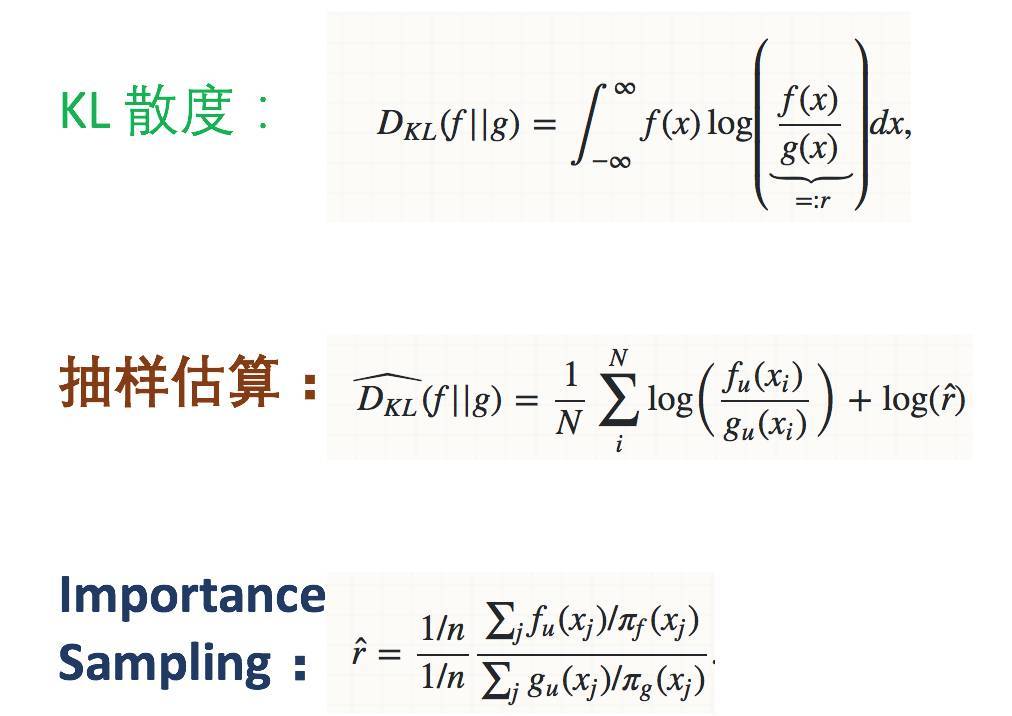 KL 散度：
D_{KL}(f||g) = \int_{-\infty}^{\infty} f(x) \log\left( \underbrace{\frac{f(x)}{g(x)}}_{=:r} \right) dx,
抽样估算：
\widehat{D_{KL}}(f||g) = \frac{1}{N} \sum_{i}^{N} \log\left( \frac{f_u(x_i)}{g_u(x_i)} \right) + \log(\hat{r})
Importance
Sampling：
\hat{r} = \frac{1/n}{1/n} \frac{\sum_j f_u(x_j)/\pi_f(x_j)}{\sum_j g_u(x_j)/\pi_g(x_j)}.